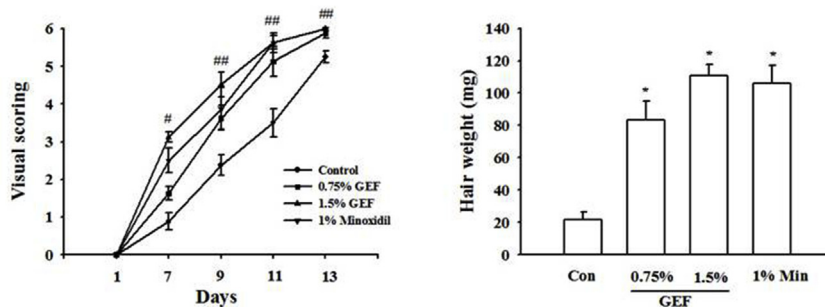 Visual scoring
6
5
4
3
2
1
0
#
##
##
##
Control
0.75% GEF
1.5% GEF
1% Minoxidil
1 7 9 11 13
Days
Hair weight (mg)
140
120
100
80
60
40
20
0
*
*
*
Con 0.75% 1.5% 1% Min
GEF